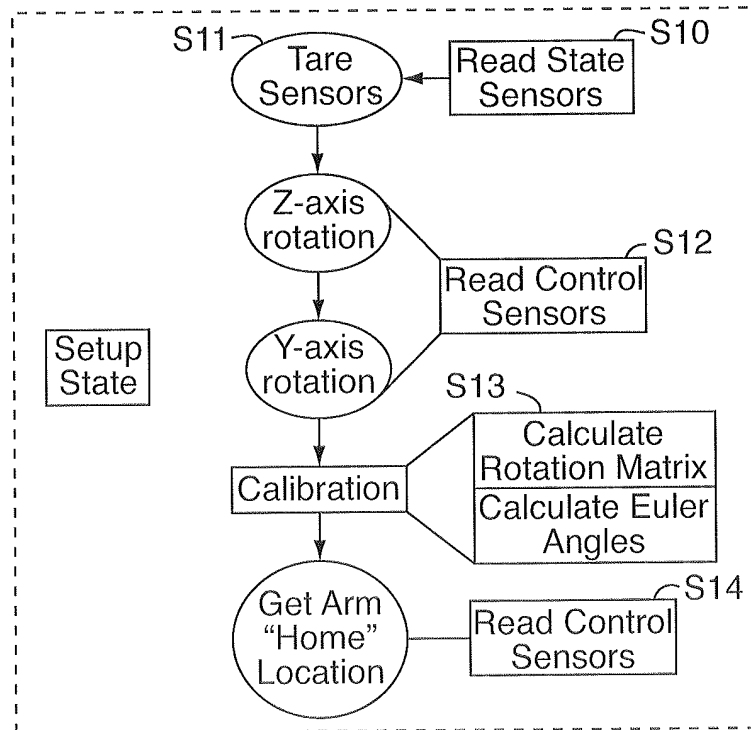 S11
Tare
Sensors
S10
Read State
Sensors
Z-axis
rotation
S12
Read Control
Sensors
Setup
State
Y-axis
rotation
S13
Calculate
Rotation Matrix
Calculate Euler
Angles
Calibration
Get Arm
“Home”
Location
S14
Read Control
Sensors